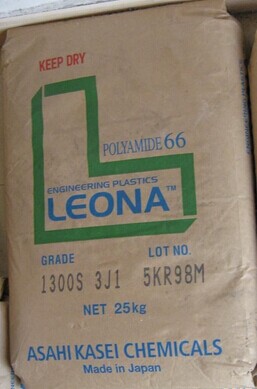 KEEP DRY
POLYAMIDE 66
ENGINEERING PLASTICS
LEONA™
GRADE LOT NO.
1300S 3J1 5KR98M
NET 25kg
ASAHI KASEI CHEMICALS
Made in Japan